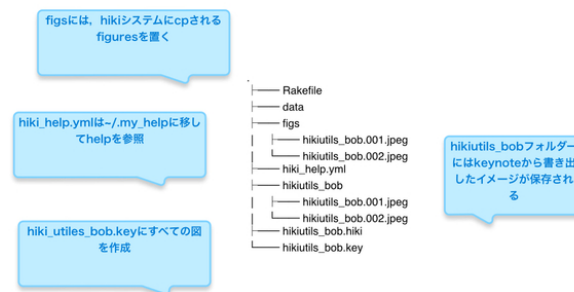 figsには，hikiシステムにcpされる
figuresを置く
hiki_help.ymlは~/.my_helpに移し
てhelpを参照
hiki_utiles_bob.keyにすべての図
を作成
.
├── Rakefile
├── data
├── figs
│   ├── hikiutils_bob.001.jpeg
│   └── hikiutils_bob.002.jpeg
├── hiki_help.yml
├── hikiutils_bob
│   ├── hikiutils_bob.001.jpeg
│   └── hikiutils_bob.002.jpeg
├── hikiutils_bob.hiki
└── hikiutils_bob.key
hikiutils_bobフォルダー
にはkeynoteから書き出
したイメージが保存され
る